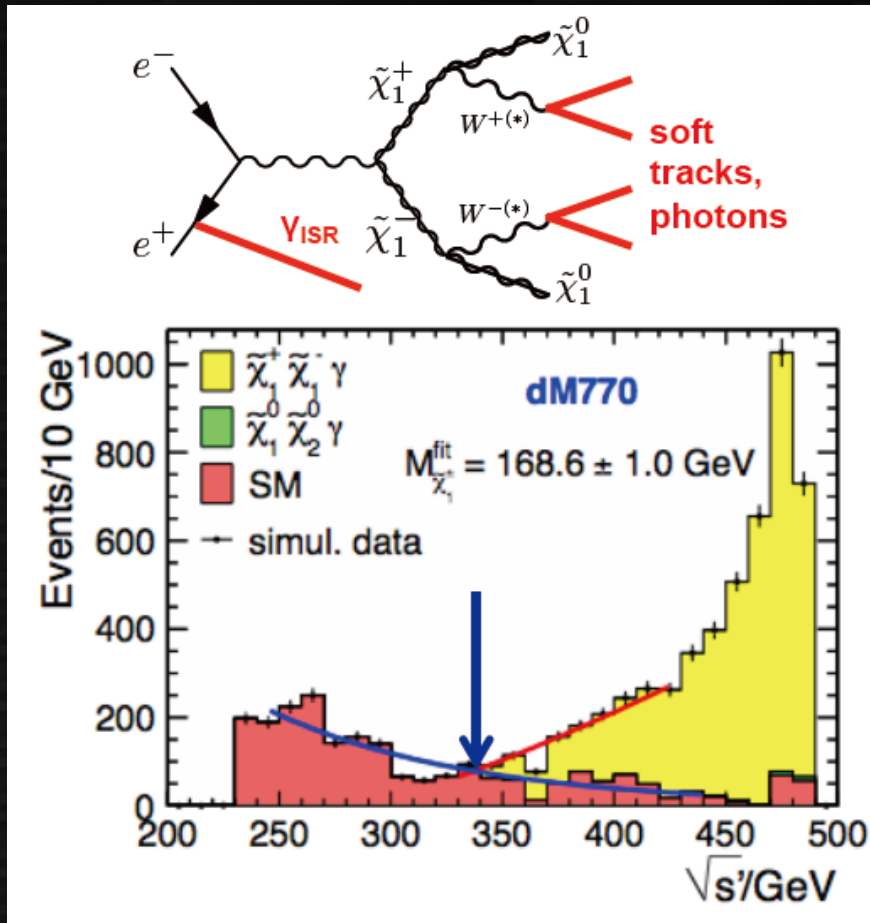 e⁻
χ̃₁⁰
χ̃₁⁺
W⁺⁽*⁾
soft
tracks,
photons
W⁻⁽*⁾
e⁺
γISR
χ̃₁⁻
χ̃₁⁰
Events/10 GeV
1000
800
600
400
200
0
χ̃₁⁺ χ̃₁⁻ γ
χ̃₁⁰ χ̃₂⁰ γ
SM
simul. data
dM770
M^fit_χ̃₁⁺ = 168.6 ± 1.0 GeV
200 250 300 350 400 450 500
√s'/GeV